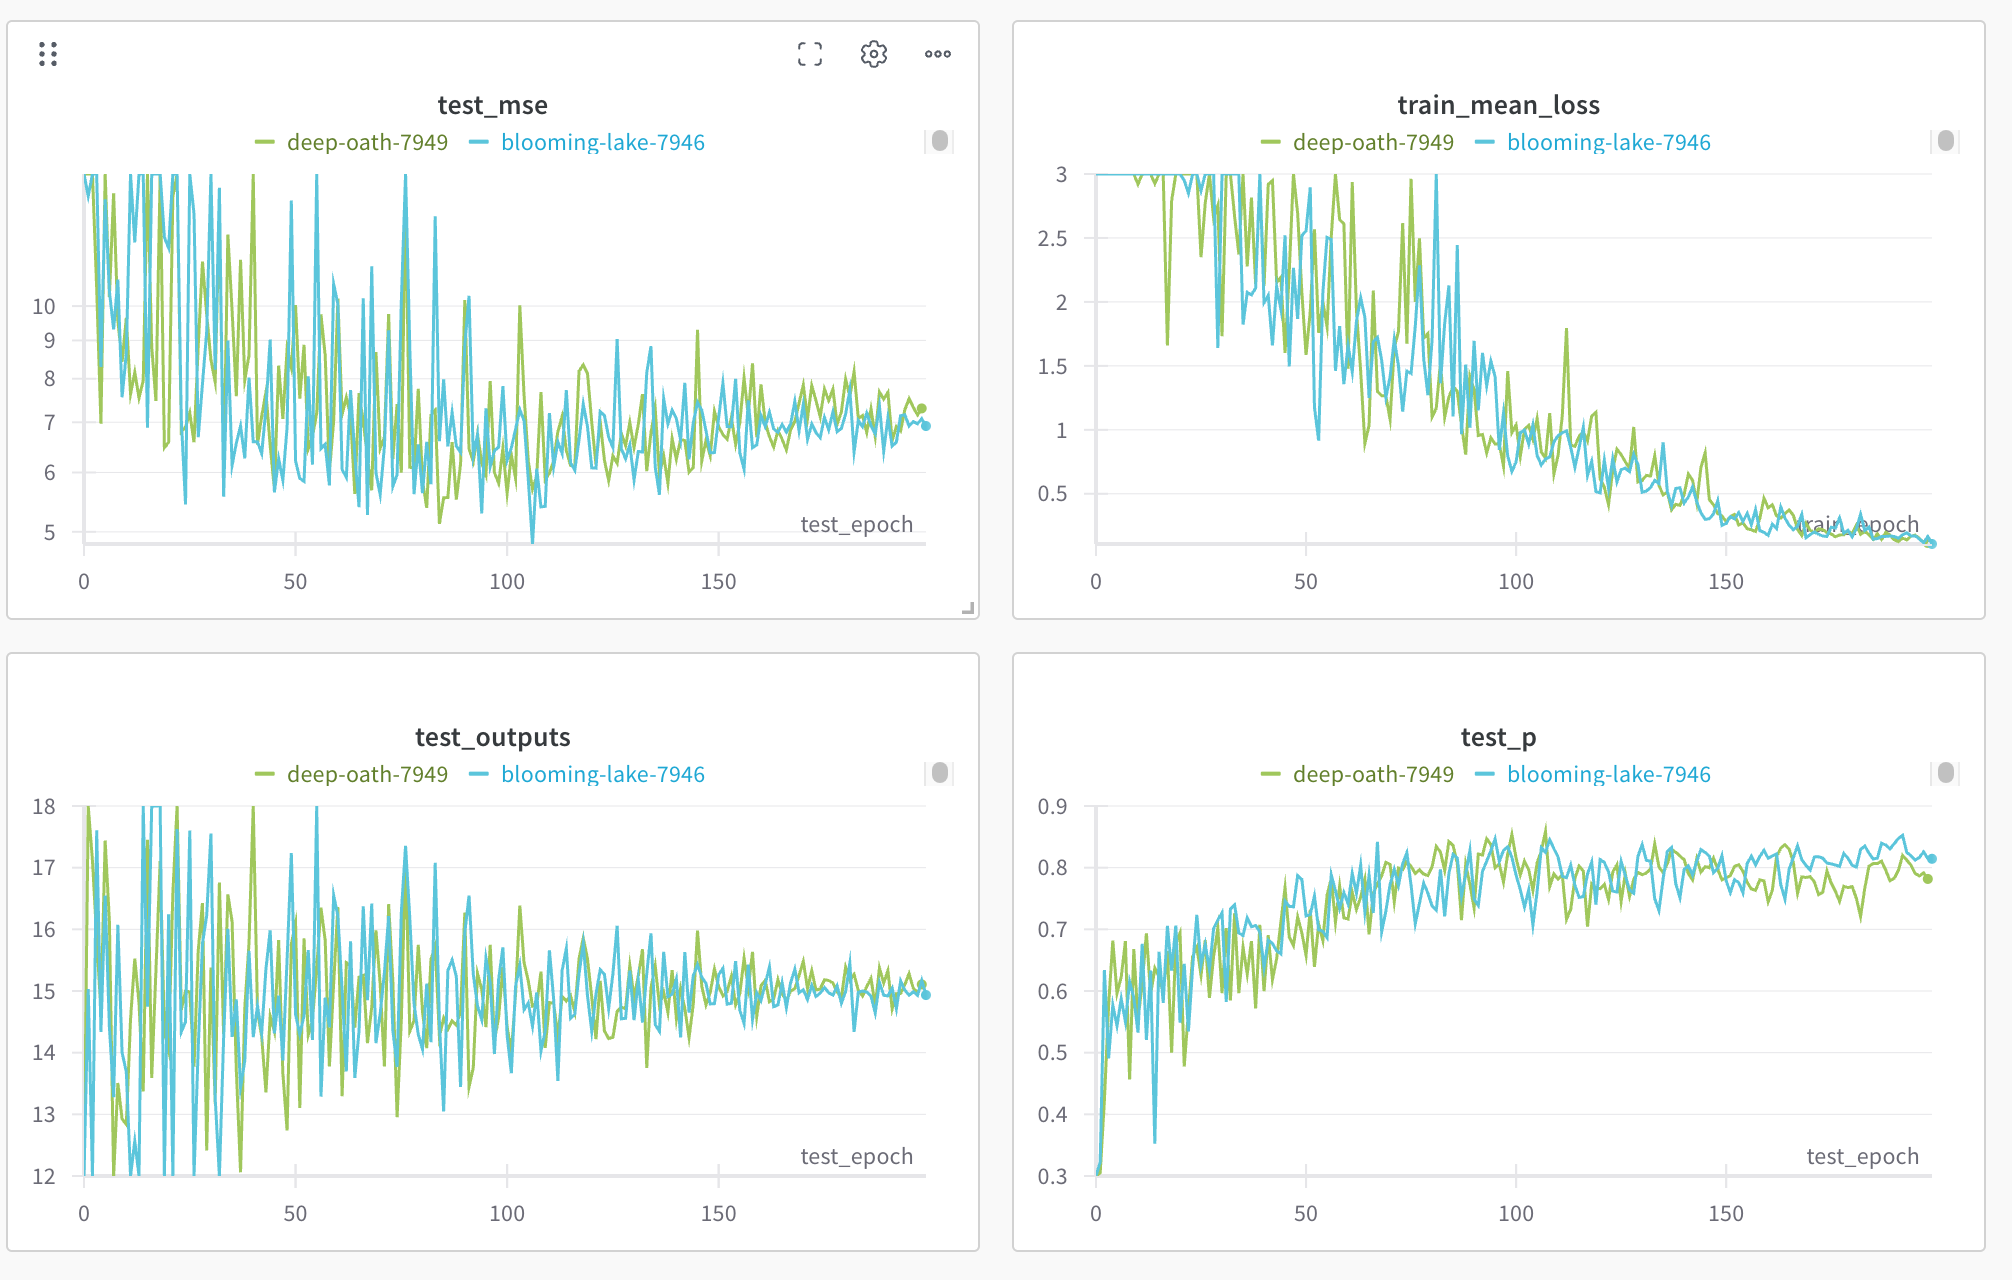 test_mse
deep-oath-7949 blooming-lake-7946
10
9
8
7
6
5
test_epoch
0 50 100 150
train_mean_loss
deep-oath-7949 blooming-lake-7946
3
2.5
2
1.5
1
0.5
train_epoch
0 50 100 150
test_outputs
deep-oath-7949 blooming-lake-7946
18
17
16
15
14
13
12
test_epoch
0 50 100 150
test_p
deep-oath-7949 blooming-lake-7946
0.9
0.8
0.7
0.6
0.5
0.4
0.3
test_epoch
0 50 100 150